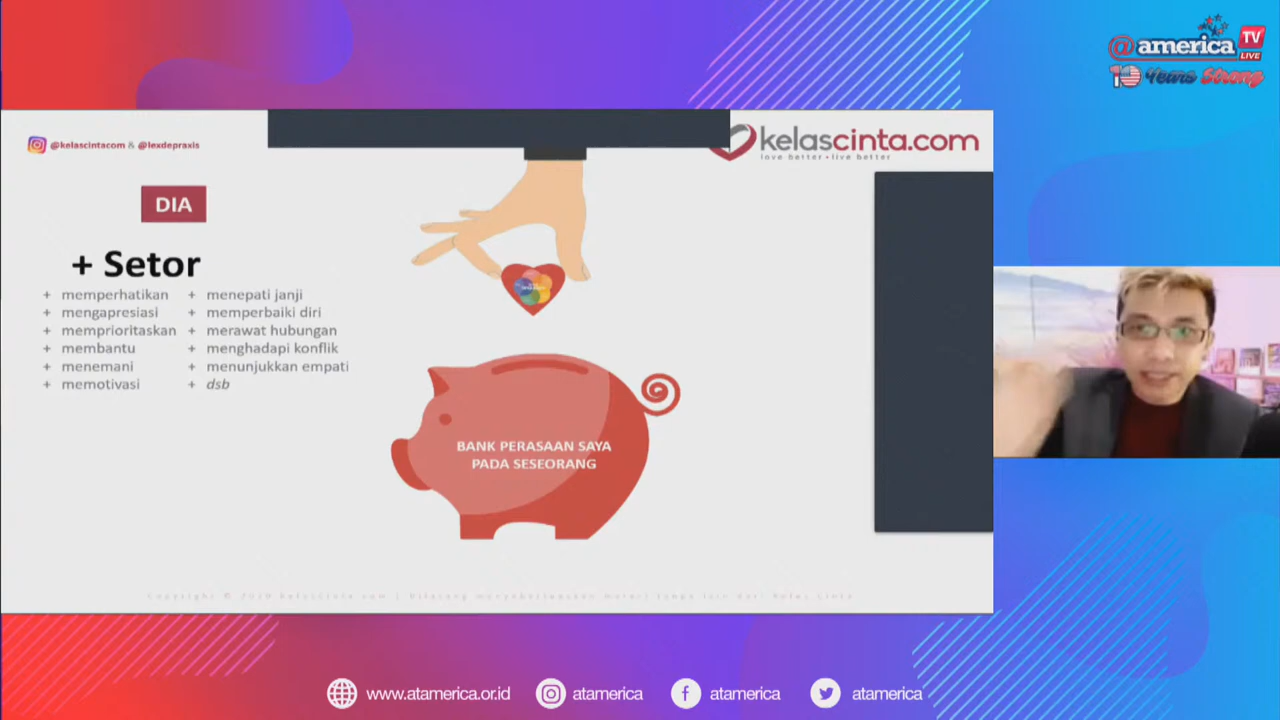 @america TV LIVE
10 Years Strong
@kelascintacom & @lexdepraxis
kelascinta.com
love better • live better
DIA
+ Setor
+ memperhatikan
+ mengapresiasi
+ memprioritaskan
+ membantu
+ menemani
+ memotivasi
+ menepati janji
+ memperbaiki diri
+ merawat hubungan
+ menghadapi konflik
+ menunjukkan empati
+ dsb
BANK PERASAAN SAYA
PADA SESEORANG
www.atamerica.or.id
atamerica
atamerica
atamerica